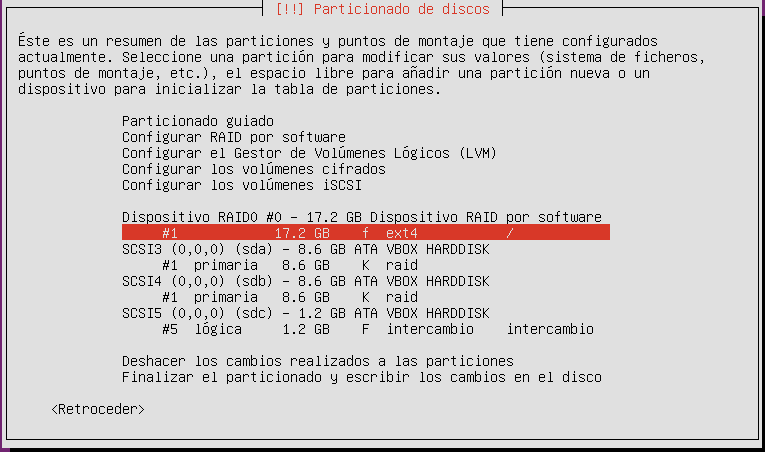 [!!] Particionado de discos
Éste es un resumen de las particiones y puntos de montaje que tiene configurados
actualmente. Seleccione una partición para modificar sus valores (sistema de ficheros,
puntos de montaje, etc.), el espacio libre para añadir una partición nueva o un
dispositivo para inicializar la tabla de particiones.
Particionado guiado
Configurar RAID por software
Configurar el Gestor de Volúmenes Lógicos (LVM)
Configurar los volúmenes cifrados
Configurar los volúmenes iSCSI
Dispositivo RAID0 #0 - 17.2 GB Dispositivo RAID por software
#1 17.2 GB f ext4 /
SCSI3 (0,0,0) (sda) - 8.6 GB ATA VBOX HARDDISK
#1 primaria 8.6 GB K raid
SCSI4 (0,0,0) (sdb) - 8.6 GB ATA VBOX HARDDISK
#1 primaria 8.6 GB K raid
SCSI5 (0,0,0) (sdc) - 1.2 GB ATA VBOX HARDDISK
#5 lógica 1.2 GB F intercambio intercambio
Deshacer los cambios realizados a las particiones
Finalizar el particionado y escribir los cambios en el disco
<Retroceder>